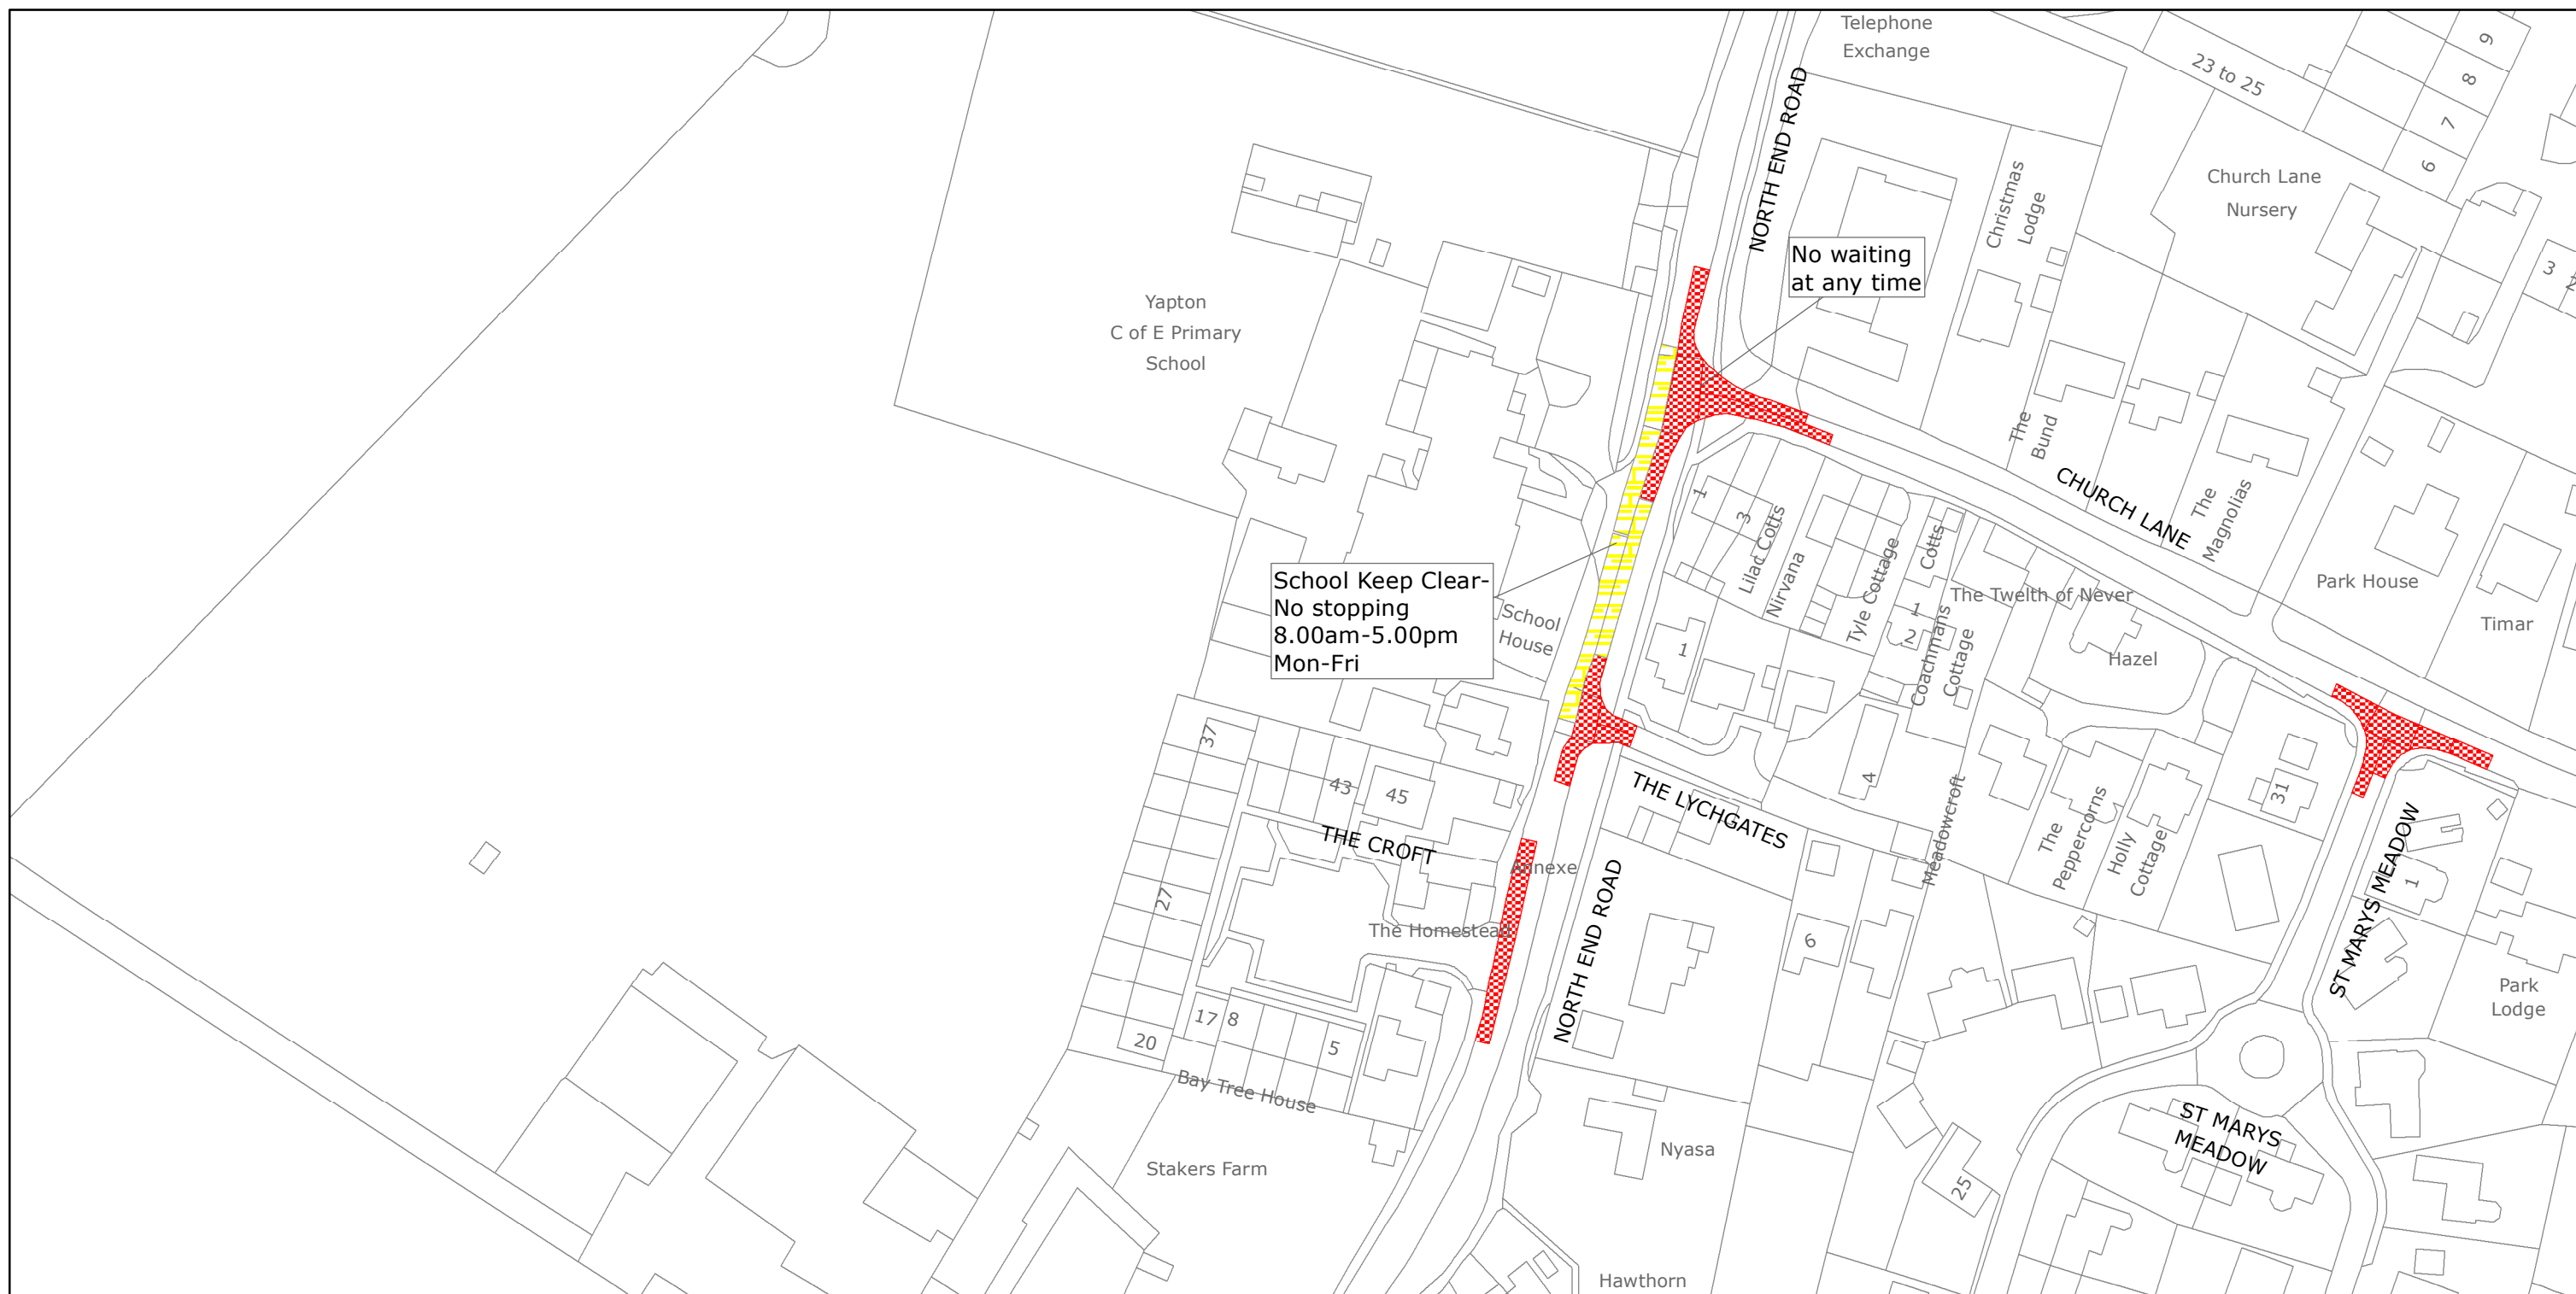 Telephone
Exchange
NORTH END ROAD
23 to 25
9
8
7
6
Church Lane
Nursery
Christmas
Lodge
No waiting
at any time
3
2
Yapton
C of E Primary
School
The
Bund
CHURCH LANE
The
Magnolias
Park House
Timar
1
3
Lilac Cotts
Nirvana
Tyle Cottage
Cotts
1
2
Coachmans
Cottage
The Twelth of Never
Hazel
School Keep Clear-
No stopping
8.00am-5.00pm
Mon-Fri
School
House
1
4
37
43
45
THE CROFT
THE LYCHGATES
Meadowcroft
The
Peppercorns
Holly
Cottage
31
ST MARYS MEADOW
1
Annexe
27
The Homestead
NORTH END ROAD
6
Park
Lodge
17
8
5
20
Bay Tree House
Stakers Farm
Nyasa
25
ST MARYS
MEADOW
Hawthorn